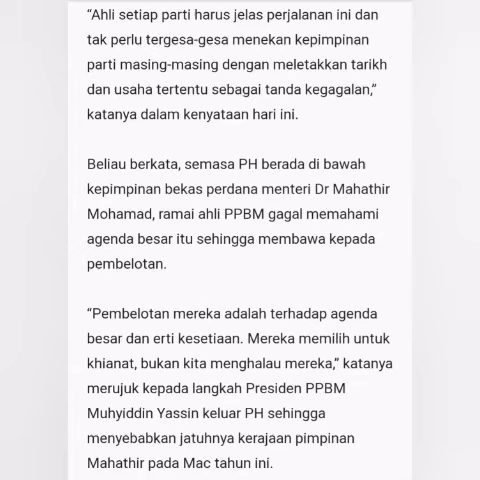 “Ahli setiap parti harus jelas perjalanan ini dan
tak perlu tergesa-gesa menekan kepimpinan
parti masing-masing dengan meletakkan tarikh
dan usaha tertentu sebagai tanda kegagalan,”
katanya dalam kenyataan hari ini.
Beliau berkata, semasa PH berada di bawah
kepimpinan bekas perdana menteri Dr Mahathir
Mohamad, ramai ahli PPBM gagal memahami
agenda besar itu sehingga membawa kepada
pembelotan.
“Pembelotan mereka adalah terhadap agenda
besar dan erti kesetiaan. Mereka memilih untuk
khianat, bukan kita menghalau mereka,” katanya
merujuk kepada langkah Presiden PPBM
Muhyiddin Yassin keluar PH sehingga
menyebabkan jatuhnya kerajaan pimpinan
Mahathir pada Mac tahun ini.